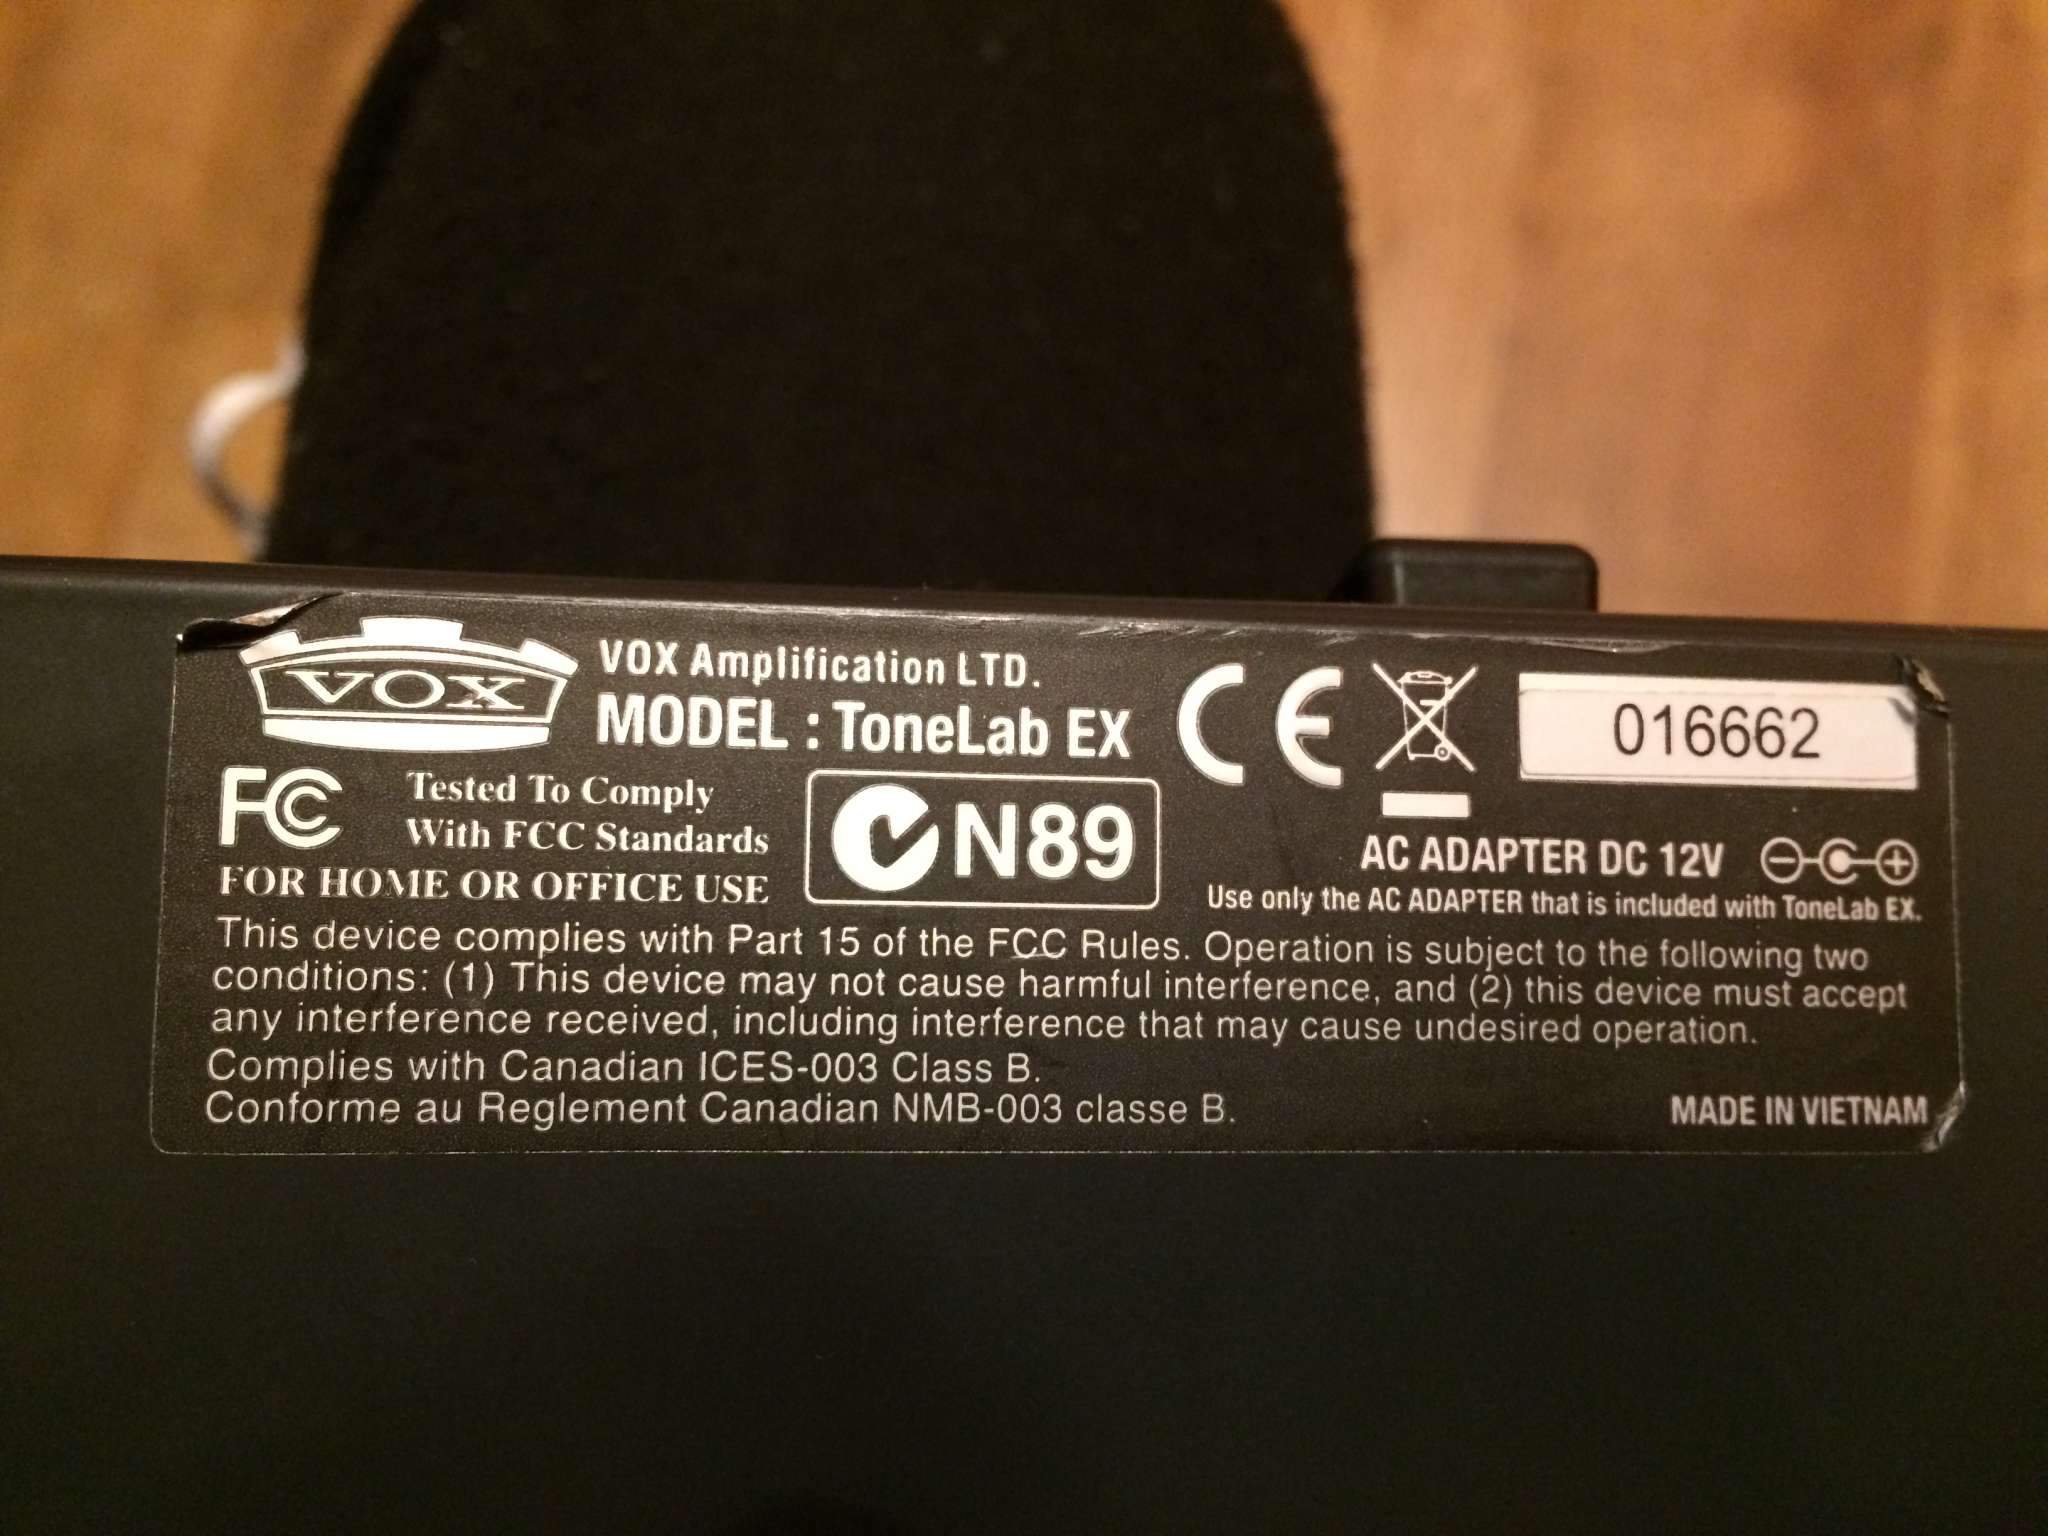 VOX
VOX Amplification LTD.
MODEL : ToneLab EX
CE
016662
FCC
Tested To Comply
With FCC Standards
FOR HOME OR OFFICE USE
N89
AC ADAPTER DC 12V
Use only the AC ADAPTER that is included with ToneLab EX.
This device complies with Part 15 of the FCC Rules. Operation is subject to the following two
conditions: (1) This device may not cause harmful interference, and (2) this device must accept
any interference received, including interference that may cause undesired operation.
Complies with Canadian ICES-003 Class B.
Conforme au Reglement Canadian NMB-003 classe B.
MADE IN VIETNAM